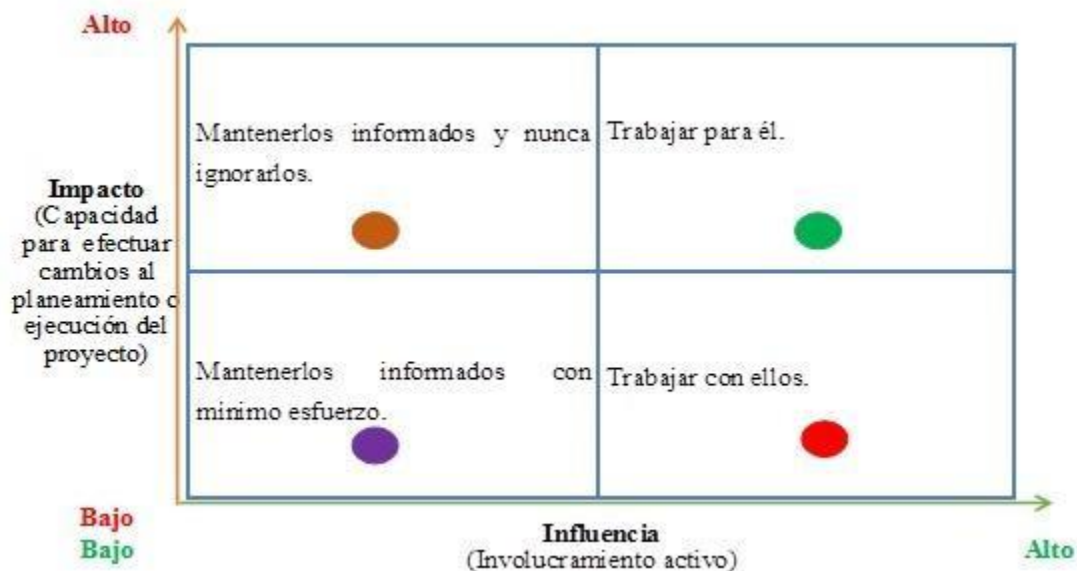 Alto
Mantenerlos informados y nunca
ignorarlos.
Trabajar para él.
Impacto
(Capacidad
para efectuar
cambios al
planeamiento o
ejecución del
proyecto)
Mantenerlos informados con
mínimo esfuerzo.
Trabajar con ellos.
Bajo
Bajo
Influencia
(Involucramiento activo)
Alto